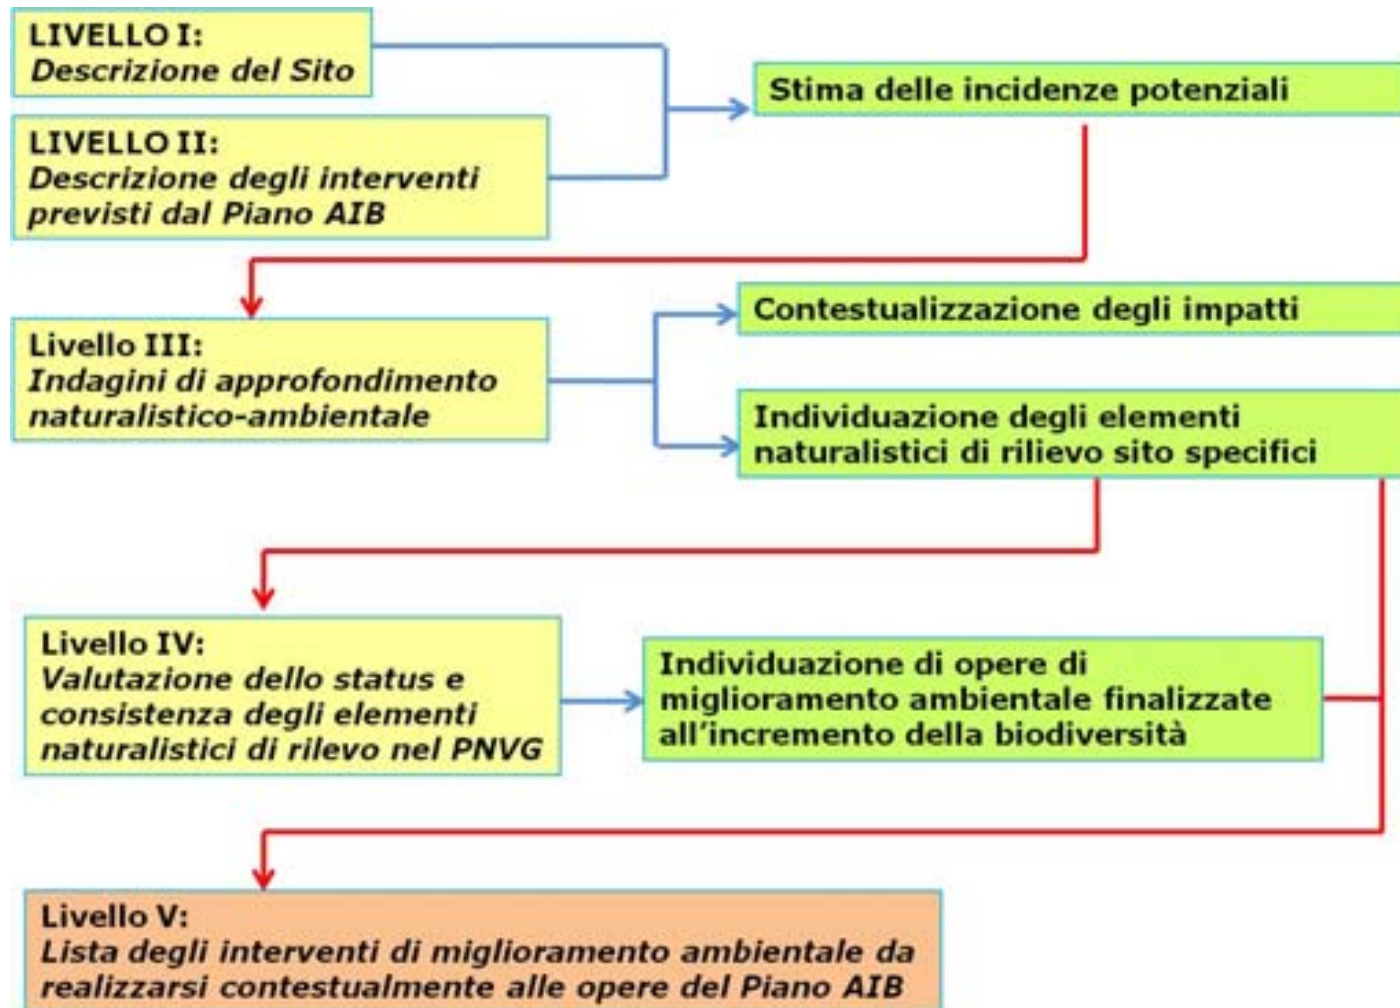 LIVELLO I:
Descrizione del Sito
Stima delle incidenze potenziali
LIVELLO II:
Descrizione degli interventi
previsti dal Piano AIB
Contestualizzazione degli impatti
Livello III:
Indagini di approfondimento
naturalistico-ambientale
Individuazione degli elementi
naturalistici di rilievo sito specifici
Livello IV:
Valutazione dello status e
consistenza degli elementi
naturalistici di rilevo nel PNVG
Individuazione di opere di
miglioramento ambientale finalizzate
all'incremento della biodiversità
Livello V:
Lista degli interventi di miglioramento ambientale da
realizzarsi contestualmente alle opere del Piano AIB